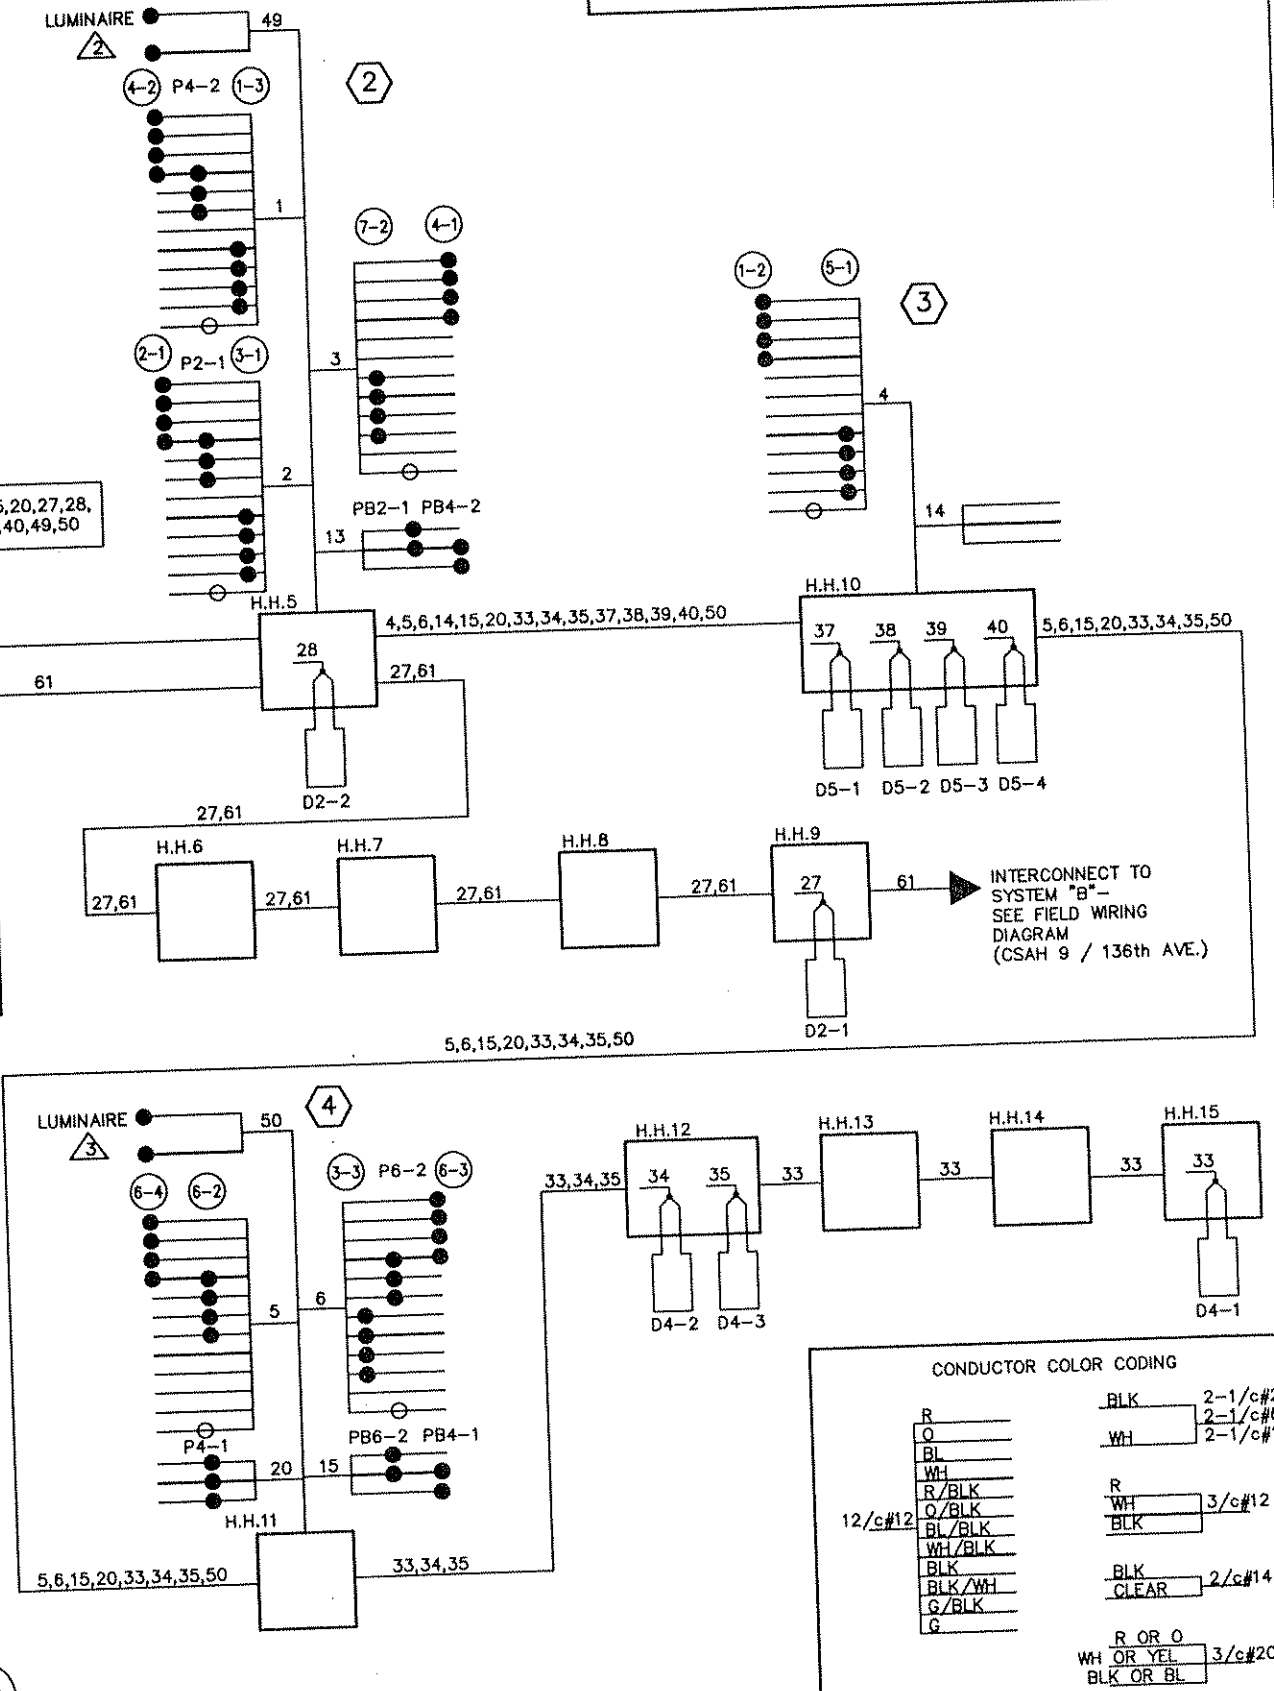 LUMINAIRE
49
2
4-2 P4-2 1-3
2
1
7-2 4-1
1-2 5-1
3
2-1 P2-1 3-1
3
4
2
5,20,27,28,
,40,49,50
PB2-1 PB4-2
13
14
H.H.5
4,5,6,14,15,20,33,34,35,37,38,39,40,50
H.H.10
37 38 39 40
5,6,15,20,33,34,35,50
28
61
27,61
D2-2
D5-1 D5-2 D5-3 D5-4
27,61
H.H.6
H.H.7
H.H.8
H.H.9
27,61
27,61
27,61
27,61
27
61
INTERCONNECT TO
SYSTEM "B"-
SEE FIELD WIRING
DIAGRAM
(CSAH 9 / 136th AVE.)
D2-1
5,6,15,20,33,34,35,50
LUMINAIRE
50
3
4
6-4 6-2
3-3 P6-2 6-3
5
6
33,34,35
H.H.12
34 35
33
H.H.13
33
H.H.14
33
H.H.15
33
D4-2 D4-3
D4-1
P4-1
PB6-2 PB4-1
20
15
H.H.11
5,6,15,20,33,34,35,50
33,34,35
CONDUCTOR COLOR CODING
R
O
BL
WH
R/BLK
O/BLK
12/c#12
BL/BLK
WH/BLK
BLK
BLK/WH
G/BLK
G
BLK
WH
2-1/c#
2-1/c#
2-1/c#
R
WH
BLK
3/c#12
BLK
CLEAR
2/c#14
R OR O
WH OR YEL
BLK OR BL
3/c#20